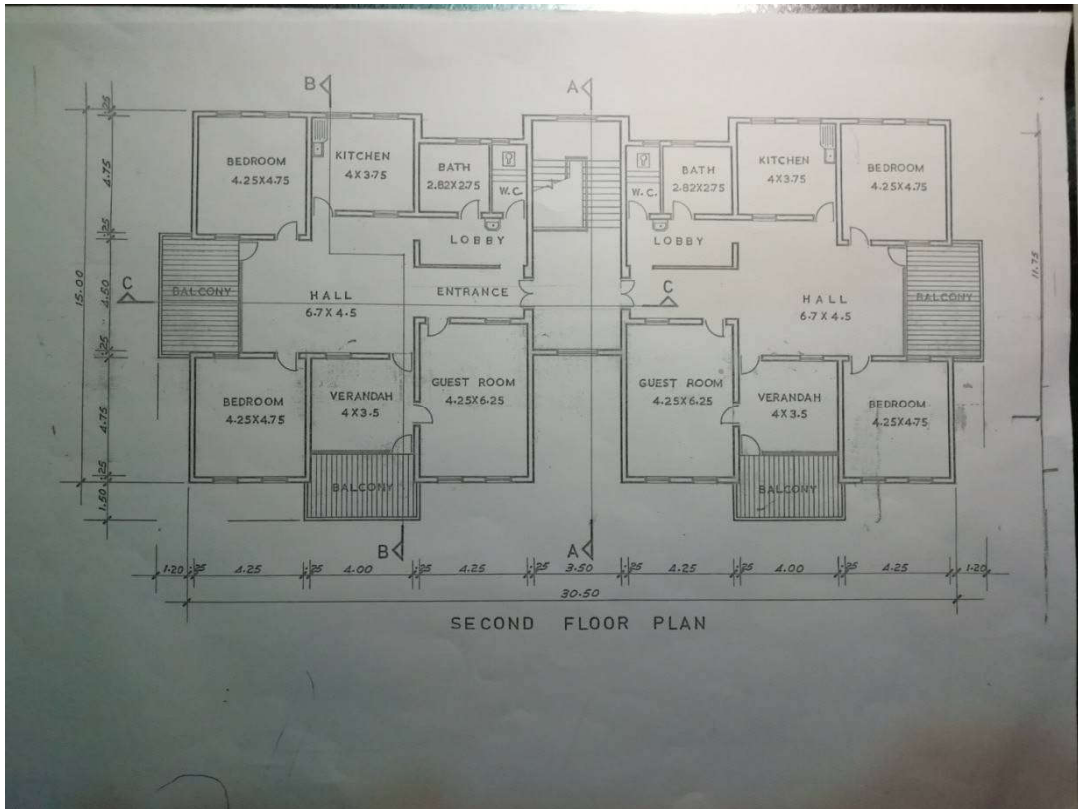 B
A
BEDROOM
4.25X4.75
KITCHEN
4X3.75
BATH
2.82X2.75
W.C.
W.C.
BATH
2.82X2.75
KITCHEN
4X3.75
BEDROOM
4.25X4.75
LOBBY
LOBBY
C
BALCONY
HALL
6.7X4.5
ENTRANCE
C
HALL
6.7X4.5
BALCONY
BEDROOM
4.25X4.75
VERANDAH
4X3.5
GUEST ROOM
4.25X6.25
GUEST ROOM
4.25X6.25
VERANDAH
4X3.5
BEDROOM
4.25X4.75
BALCONY
BALCONY
B
A
.25
4.75
.25
4.50
.25
4.75
.25
1.50
15.00
11.75
1.20
.25
4.25
.25
4.00
.25
4.25
.25
3.50
.25
4.25
.25
4.00
.25
4.25
1.20
30.50
SECOND FLOOR PLAN